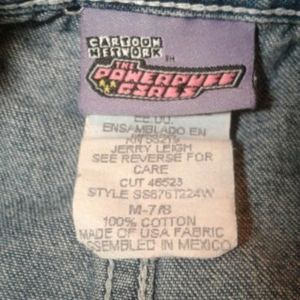 CARTOON
NETWORK
THE
POWERPUFF
GIRLS
EE UU.
ENSAMBLADO EN
JERRY LEIGH
SEE REVERSE FOR
CARE
CUT 46523
STYLE SS6761224W
M-7/8
100% COTTON
MADE OF USA FABRIC
ASSEMBLED IN MEXICO